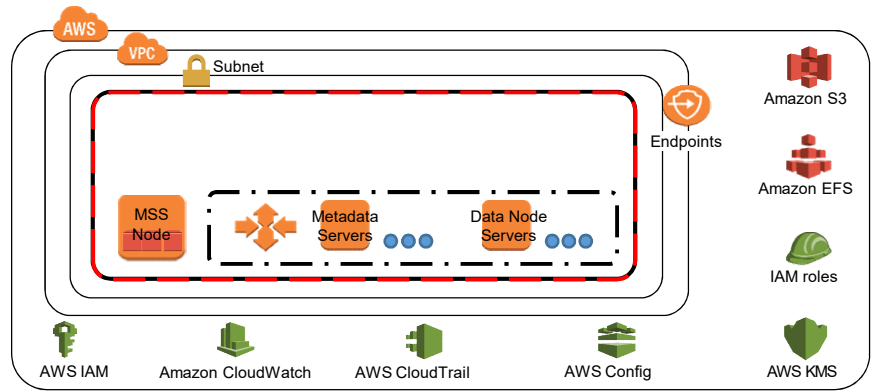 AWS
VPC
Subnet
Amazon S3
Endpoints
Amazon EFS
MSS
Node
Metadata
Servers
Data Node
Servers
IAM roles
AWS IAM
Amazon CloudWatch
AWS CloudTrail
AWS Config
AWS KMS